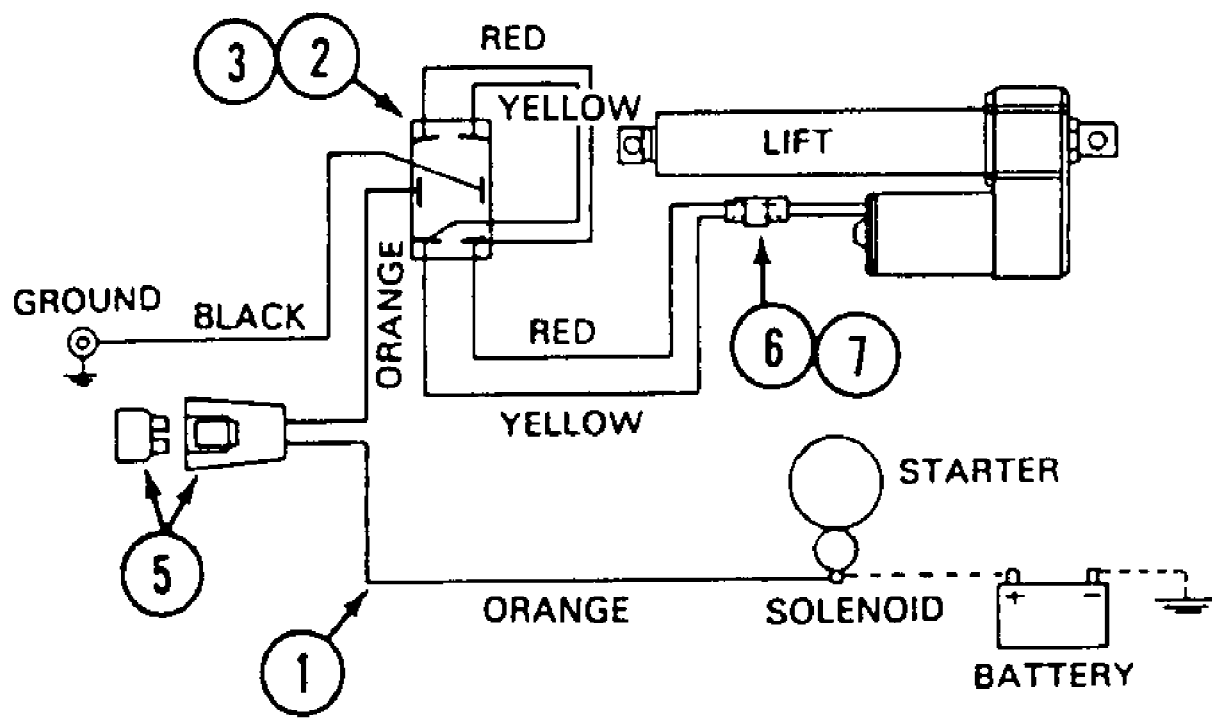 RED
3
2
YELLOW
LIFT
ORANGE
GROUND
BLACK
RED
6
7
YELLOW
STARTER
5
ORANGE
SOLENOID
+
−
1
BATTERY